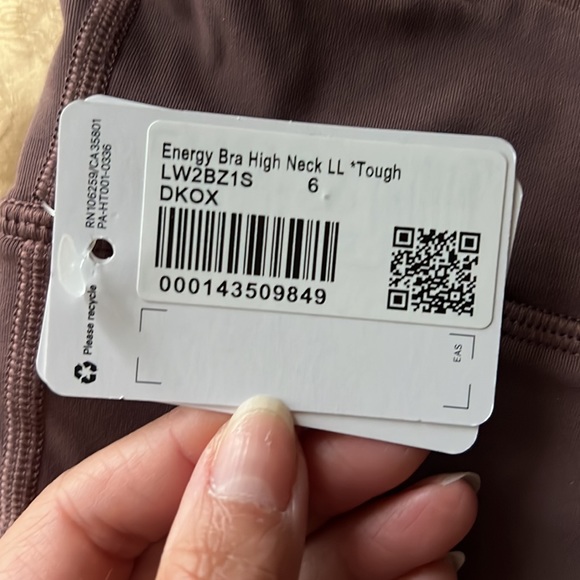 Energy Bra High Neck LL *Tough
LW2BZ1S 6
DKOX
000143509849
RN106259/CA35801
PA-HT001-0336
Please recycle
EAS